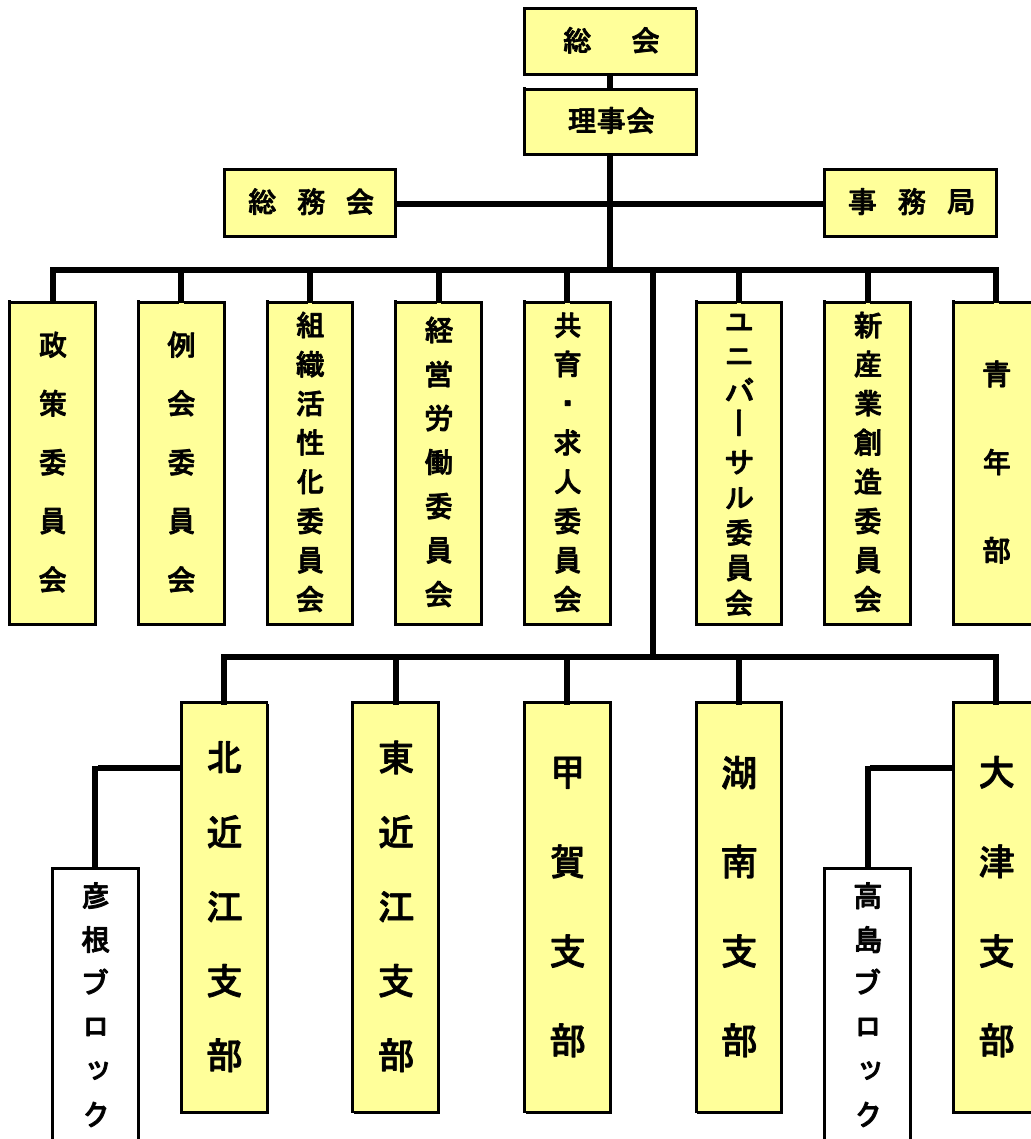 総会
理事会
総務会
事務局
政策委員会
例会委員会
組織活性化委員会
経営労働委員会
共育・求人委員会
ユニバーサル委員会
新産業創造委員会
青年部
北近江支部
東近江支部
甲賀支部
湖南支部
大津支部
彦根ブロック
高島ブロック